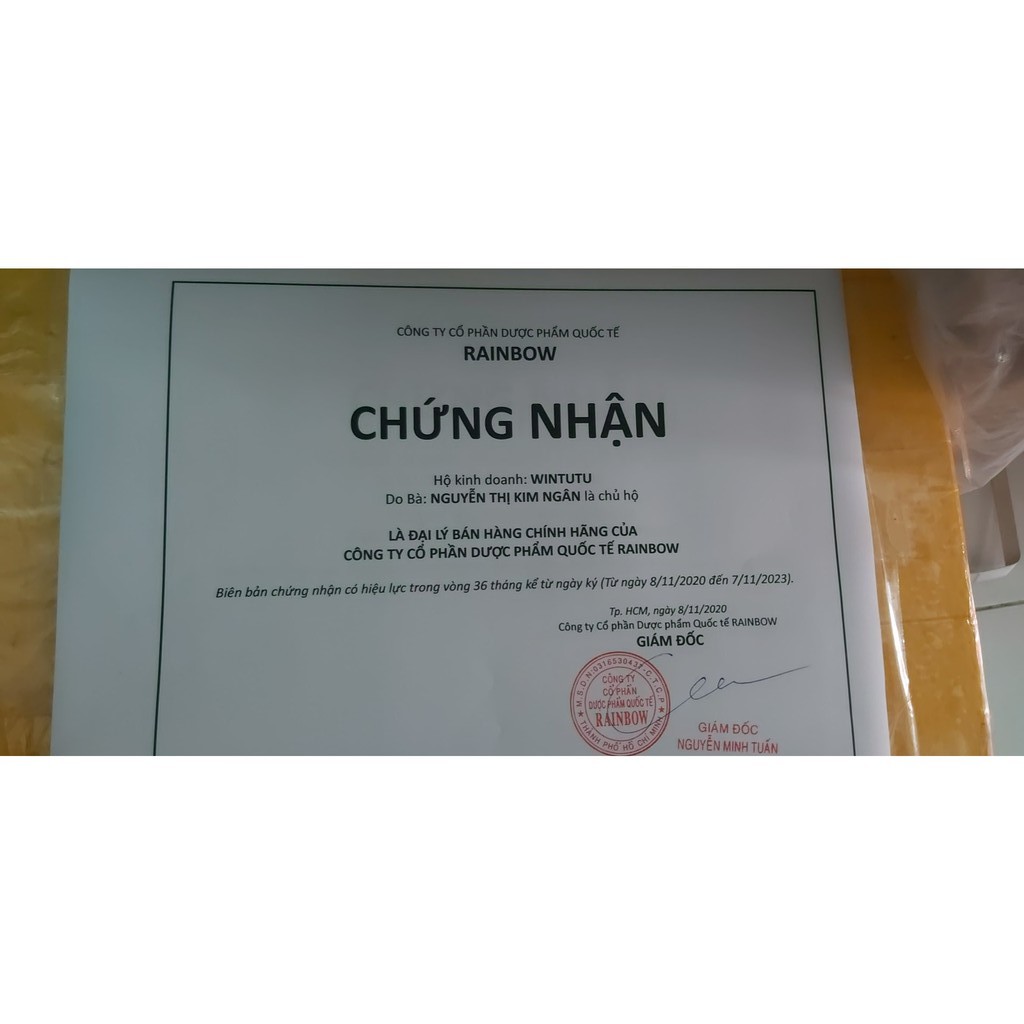 CÔNG TY CỔ PHẦN DƯỢC PHẨM QUỐC TẾ
RAINBOW
CHỨNG NHẬN
Hộ kinh doanh: WINTUTU
Do Bà: NGUYỄN THỊ KIM NGÂN là chủ hộ
LÀ ĐẠI LÝ BÁN HÀNG CHÍNH HÃNG CỦA
CÔNG TY CỔ PHẦN DƯỢC PHẨM QUỐC TẾ RAINBOW
Biên bản chứng nhận có hiệu lực trong vòng 36 tháng kể từ ngày ký (Từ ngày 8/11/2020 đến 7/11/2023).
Tp. HCM, ngày 8/11/2020
Công ty Cổ phần Dược phẩm Quốc tế RAINBOW
GIÁM ĐỐC
CÔNG TY
CỔ PHẦN
DƯỢC PHẨM QUỐC TẾ
RAINBOW
THÀNH PHỐ HỒ CHÍ MINH
GIÁM ĐỐC
NGUYỄN MINH TUẤN